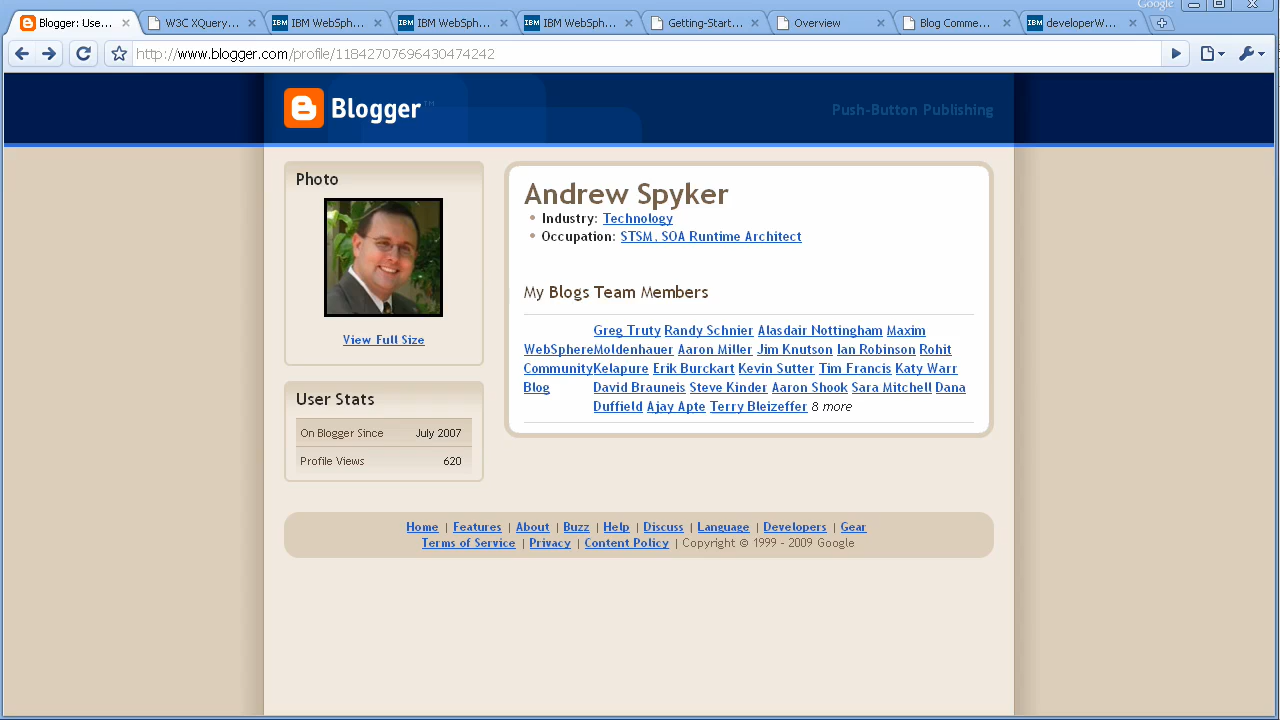 Google
Blogger: Use...
W3C XQuery...
IBM WebSph...
IBM WebSph...
IBM WebSph...
Getting-Star...
Overview
Blog Comme...
developerW...
http://www.blogger.com/profile/11842707696430474242
Blogger™
Push-Button Publishing
Photo
View Full Size
User Stats
On Blogger Since July 2007
Profile Views 620
Andrew Spyker
Industry: Technology
Occupation: STSM, SOA Runtime Architect
My Blogs Team Members
WebSphere
Community
Blog
Greg Truty Randy Schnier Alasdair Nottingham Maxim
Moldenhauer Aaron Miller Jim Knutson Ian Robinson Rohit
Kelapure Erik Burckart Kevin Sutter Tim Francis Katy Warr
David Brauneis Steve Kinder Aaron Shook Sara Mitchell Dana
Duffield Ajay Apte Terry Bleizeffer 8 more
Home | Features | About | Buzz | Help | Discuss | Language | Developers | Gear
Terms of Service | Privacy | Content Policy | Copyright © 1999 - 2009 Google